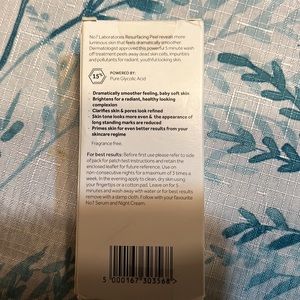 No7 Laboratories Resurfacing Peel reveals more
luminous skin that feels dramatically smoother.
Dermatologist approved this powerful 5 minute wash
off treatment peels away dead skin cells, impurities
and pollutants for radiant, youthful looking skin.
15%
POWERED BY:
Pure Glycolic Acid
• Dramatically smoother feeling, baby soft skin
• Brightens for a radiant, healthy looking
complexion
• Clarifies skin & pores look refined
• Skin tone looks more even & the appearance of
long standing marks are reduced
• Primes skin for even better results from your
skincare regime
Fragrance free.
For best results: Before first use please refer to side
of pack for patch test instructions and retain the
enclosed leaflet for future reference. Use on
non-consecutive nights for a maximum of 3 times a
week. In the evening apply to clean, dry skin using
your fingertips or a cotton pad. Leave on for 5
minutes and wash away with water or for best results
remove with a damp flannel. Follow with your favourite
No7 Serum and Night Cream.
5 000167 303568 >